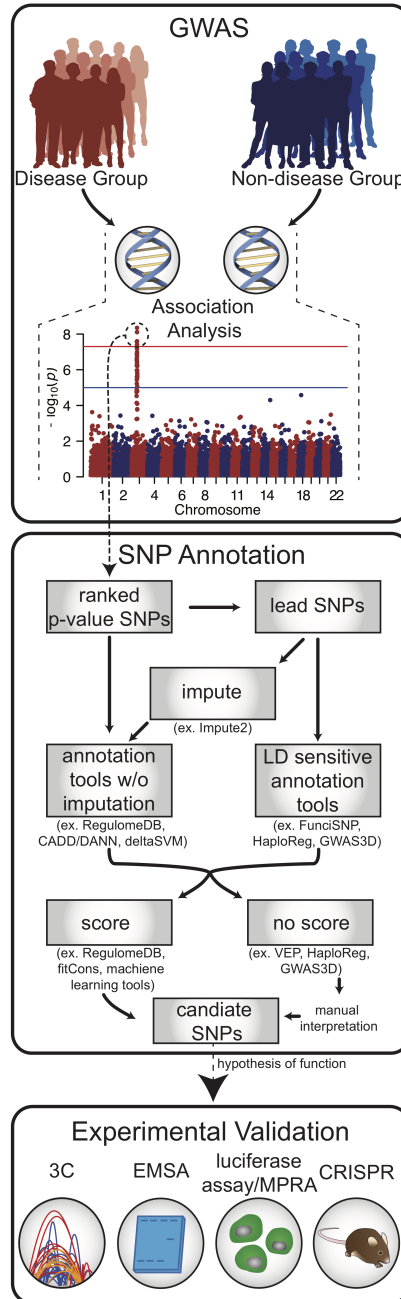 GWAS
Disease Group
Non-disease Group
Association
Analysis
- log10(p)
8
6
4
2
0
1 2 4 6 8 11 14 18 22
Chromosome
SNP Annotation
ranked
p-value SNPs
lead SNPs
impute
(ex. Impute2)
annotation
tools w/o
imputation
(ex. RegulomeDB,
CADD/DANN, deltaSVM)
LD sensitive
annotation
tools
(ex. FunciSNP,
HaploReg, GWAS3D)
score
(ex. RegulomeDB,
fitCons, machiene
learning tools)
no score
(ex. VEP, HaploReg,
GWAS3D)
manual
interpretation
candiate
SNPs
hypothesis of function
Experimental Validation
3C
EMSA
luciferase
assay/MPRA
CRISPR